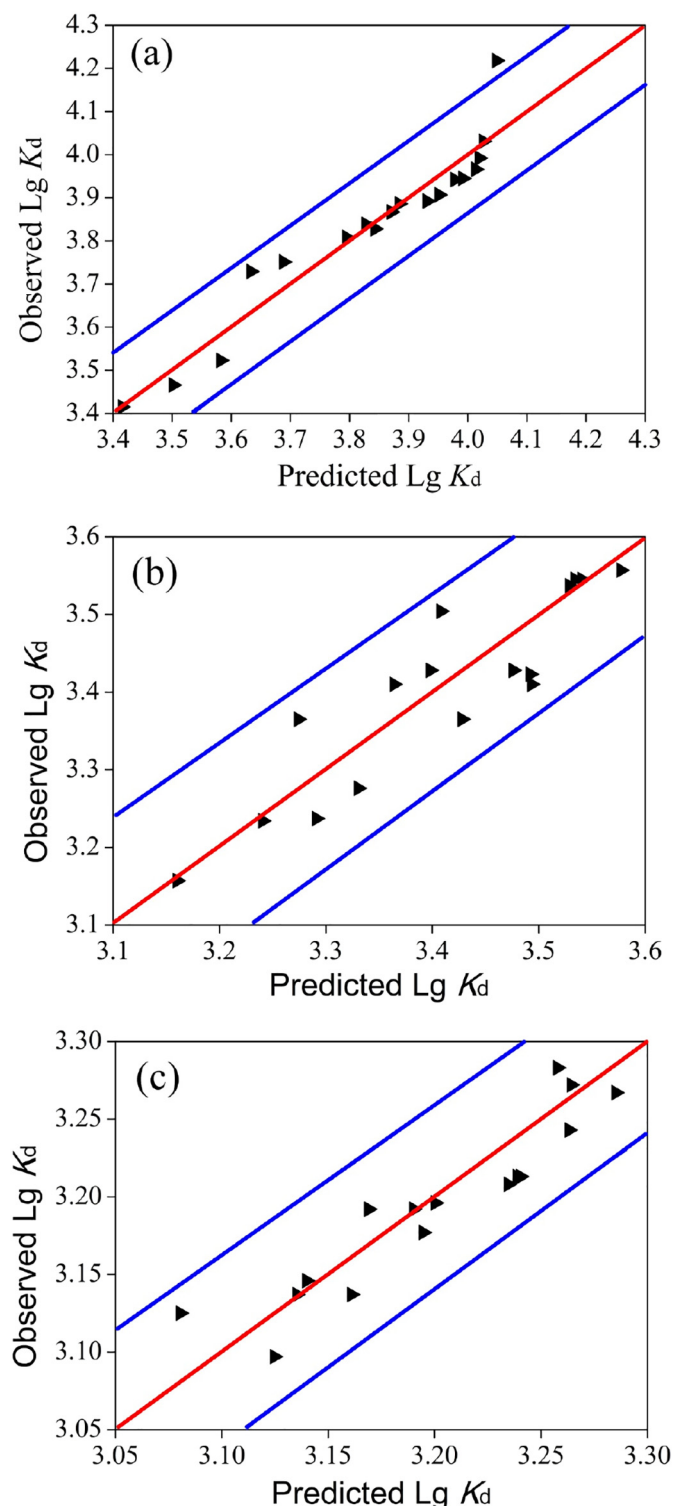 (a)
4.3
4.2
4.1
4.0
3.9
3.8
3.7
3.6
3.5
3.4
Observed Lg Kd
3.4 3.5 3.6 3.7 3.8 3.9 4.0 4.1 4.2 4.3
Predicted Lg Kd
(b)
3.6
3.5
3.4
3.3
3.2
3.1
Observed Lg Kd
3.1 3.2 3.3 3.4 3.5 3.6
Predicted Lg Kd
(c)
3.30
3.25
3.20
3.15
3.10
3.05
Observed Lg Kd
3.05 3.10 3.15 3.20 3.25 3.30
Predicted Lg Kd